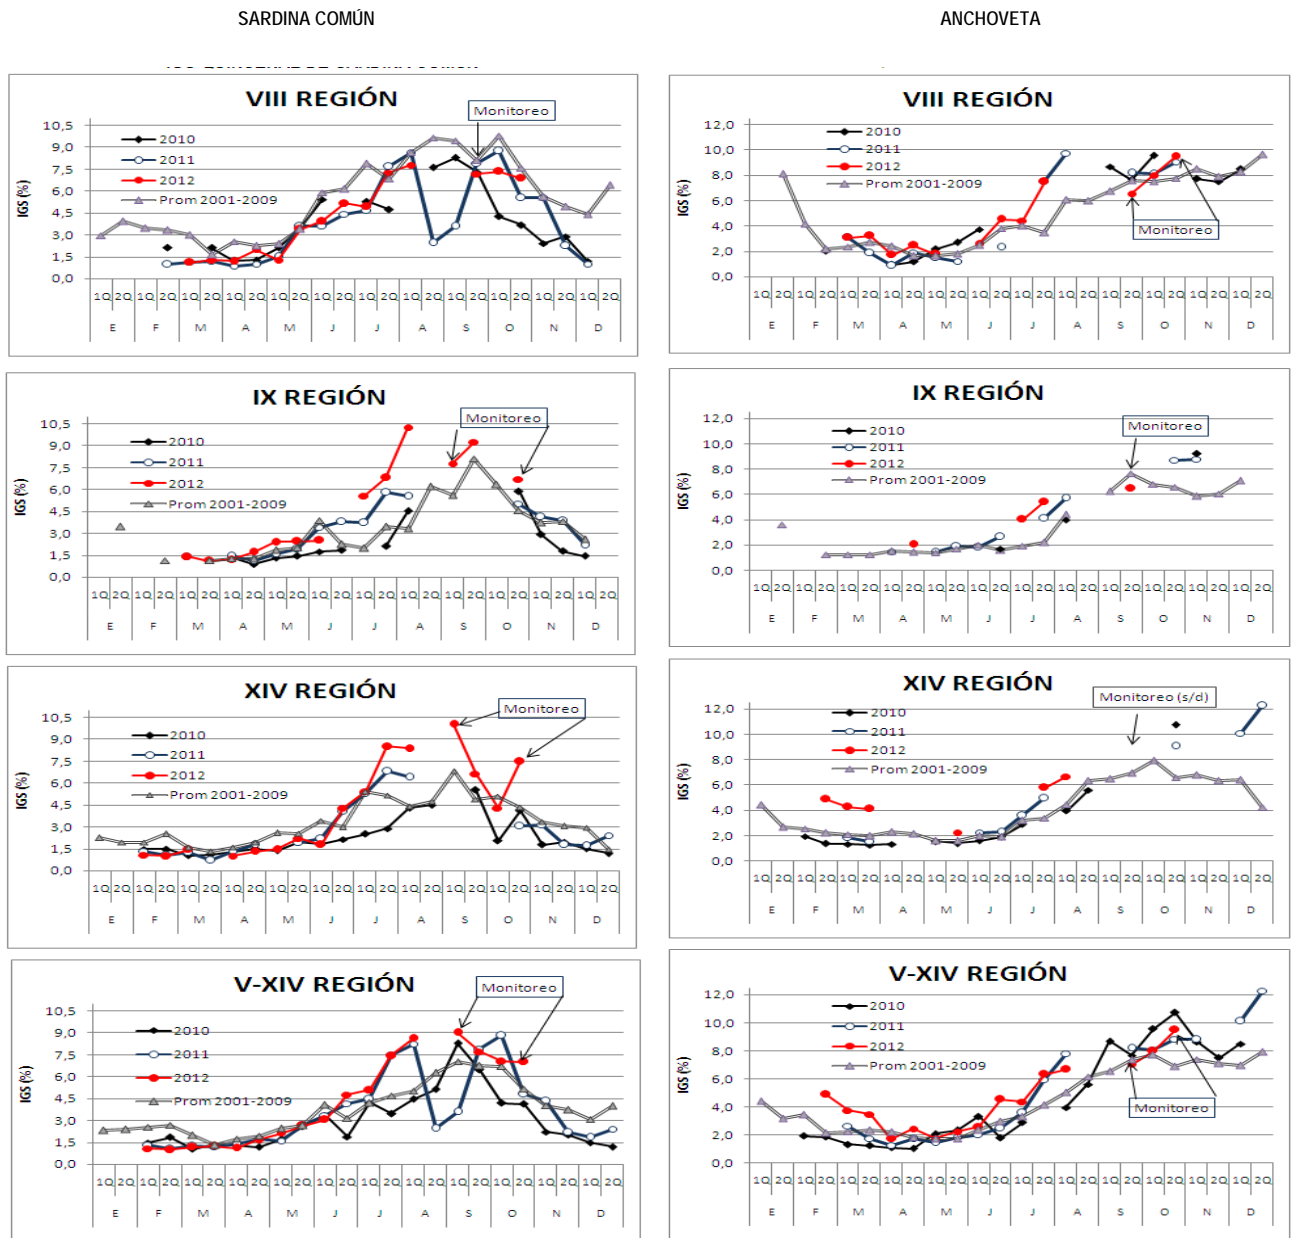 SARDINA COMÚN
ANCHOVETA
VIII REGIÓN
Monitoreo
IGS (%)
10,5
9,0
7,5
6,0
4,5
3,0
1,5
0,0
2010
2011
2012
Prom 2001-2009
1Q 2Q 1Q 2Q 1Q 2Q 1Q 2Q 1Q 2Q 1Q 2Q 1Q 2Q 1Q 2Q 1Q 2Q 1Q 2Q 1Q 2Q 1Q 2Q
E F M A M J J A S O N D
VIII REGIÓN
IGS (%)
12,0
10,0
8,0
6,0
4,0
2,0
0,0
2010
2011
2012
Prom 2001-2009
Monitoreo
1Q 2Q 1Q 2Q 1Q 2Q 1Q 2Q 1Q 2Q 1Q 2Q 1Q 2Q 1Q 2Q 1Q 2Q 1Q 2Q 1Q 2Q 1Q 2Q
E F M A M J J A S O N D
IX REGIÓN
Monitoreo
IGS (%)
10,5
9,0
7,5
6,0
4,5
3,0
1,5
0,0
2010
2011
2012
Prom 2001-2009
1Q 2Q 1Q 2Q 1Q 2Q 1Q 2Q 1Q 2Q 1Q 2Q 1Q 2Q 1Q 2Q 1Q 2Q 1Q 2Q 1Q 2Q 1Q 2Q
E F M A M J J A S O N D
IX REGIÓN
Monitoreo
IGS (%)
12,0
10,0
8,0
6,0
4,0
2,0
0,0
2010
2011
2012
Prom 2001-2009
1Q 2Q 1Q 2Q 1Q 2Q 1Q 2Q 1Q 2Q 1Q 2Q 1Q 2Q 1Q 2Q 1Q 2Q 1Q 2Q 1Q 2Q 1Q 2Q
E F M A M J J A S O N D
XIV REGIÓN
Monitoreo
IGS (%)
10,5
9,0
7,5
6,0
4,5
3,0
1,5
0,0
2010
2011
2012
Prom 2001-2009
1Q 2Q 1Q 2Q 1Q 2Q 1Q 2Q 1Q 2Q 1Q 2Q 1Q 2Q 1Q 2Q 1Q 2Q 1Q 2Q 1Q 2Q 1Q 2Q
E F M A M J J A S O N D
XIV REGIÓN
Monitoreo (s/d)
IGS (%)
12,0
10,0
8,0
6,0
4,0
2,0
0,0
2010
2011
2012
Prom 2001-2009
1Q 2Q 1Q 2Q 1Q 2Q 1Q 2Q 1Q 2Q 1Q 2Q 1Q 2Q 1Q 2Q 1Q 2Q 1Q 2Q 1Q 2Q 1Q 2Q
E F M A M J J A S O N D
V-XIV REGIÓN
Monitoreo
IGS (%)
10,5
9,0
7,5
6,0
4,5
3,0
1,5
0,0
2010
2011
2012
Prom 2001-2009
1Q 2Q 1Q 2Q 1Q 2Q 1Q 2Q 1Q 2Q 1Q 2Q 1Q 2Q 1Q 2Q 1Q 2Q 1Q 2Q 1Q 2Q 1Q 2Q
E F M A M J J A S O N D
V-XIV REGIÓN
IGS (%)
12,0
10,0
8,0
6,0
4,0
2,0
0,0
2010
2011
2012
Prom 2001-2009
Monitoreo
1Q 2Q 1Q 2Q 1Q 2Q 1Q 2Q 1Q 2Q 1Q 2Q 1Q 2Q 1Q 2Q 1Q 2Q 1Q 2Q 1Q 2Q 1Q 2Q
E F M A M J J A S O N D